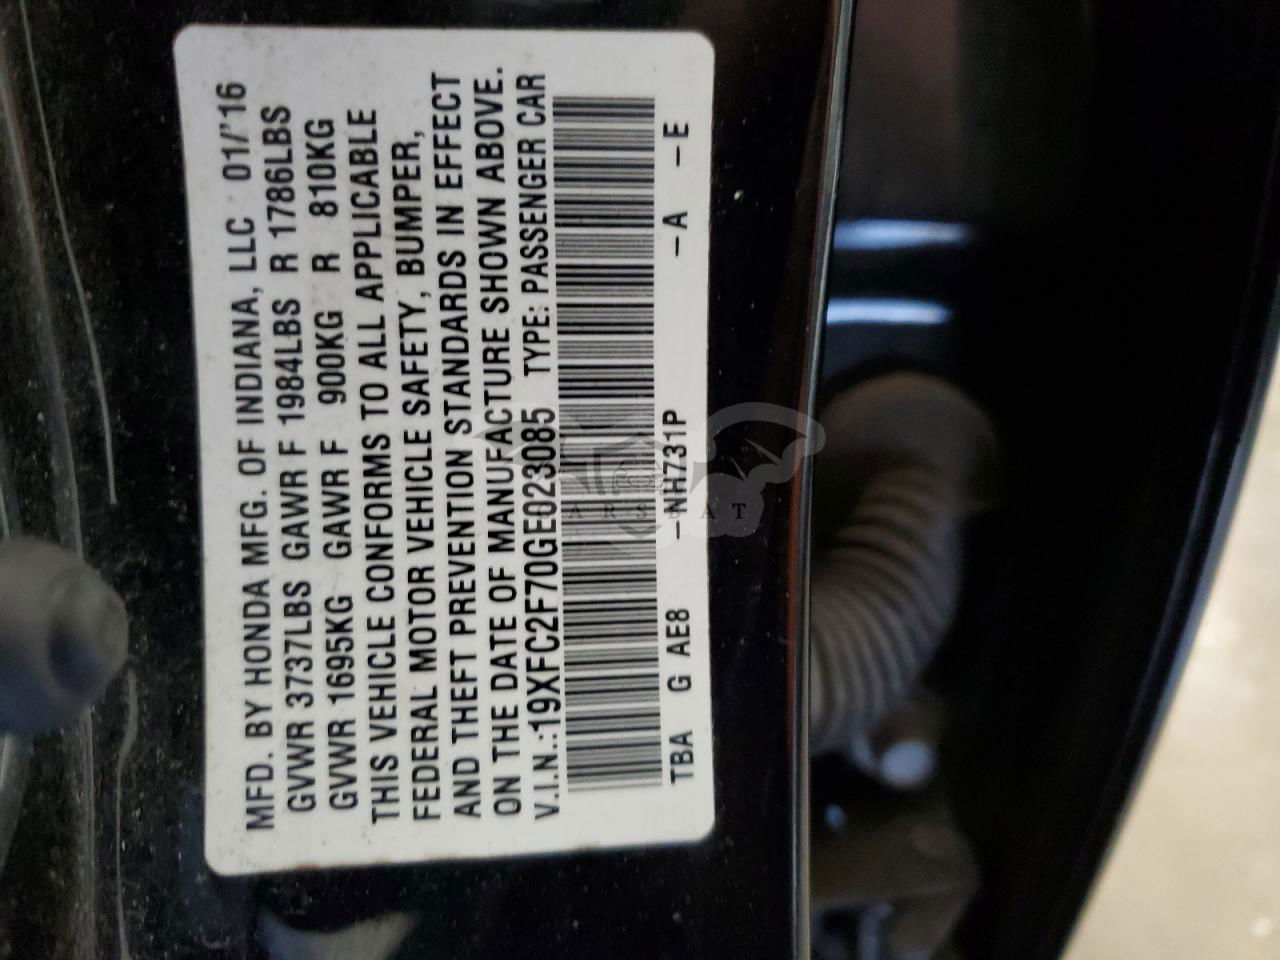 MFD. BY HONDA MFG. OF INDIANA, LLC 01/'16
GVWR 3737LBS GAWR F 1984LBS R 1786LBS
GVWR 1695KG GAWR F 900KG R 810KG
THIS VEHICLE CONFORMS TO ALL APPLICABLE
FEDERAL MOTOR VEHICLE SAFETY, BUMPER,
AND THEFT PREVENTION STANDARDS IN EFFECT
ON THE DATE OF MANUFACTURE SHOWN ABOVE.
V.I.N.:19XFC2F70GE023085 TYPE: PASSENGER CAR
TBA G AE8 -NH731P -A -E